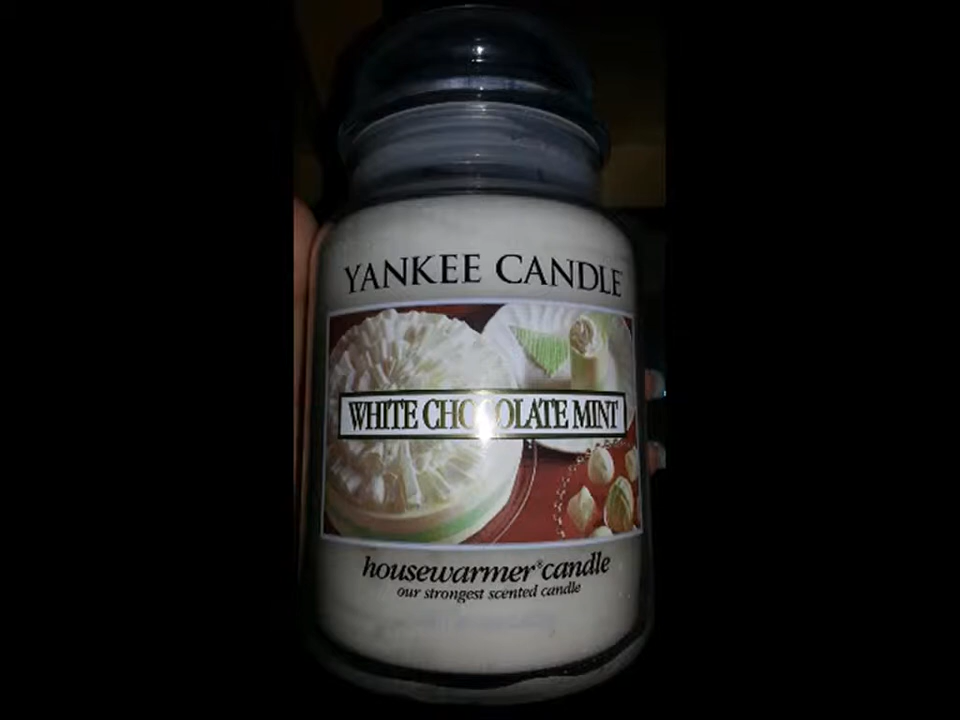 YANKEE CANDLE
WHITE CHOCOLATE MINT
housewarmer® candle
our strongest scented candle